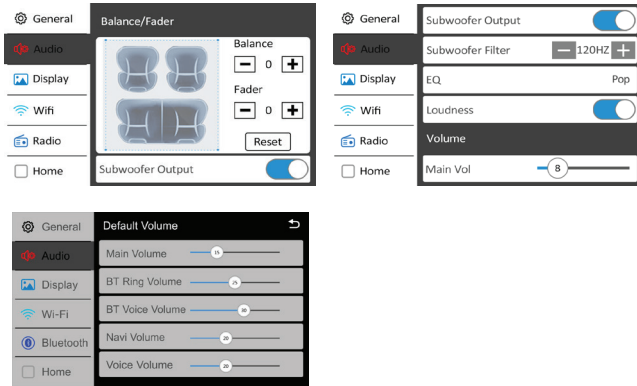 General
Audio
Display
Wifi
Radio
Home
Balance/Fader
Balance
0
Fader
0
Reset
Subwoofer Output
General
Audio
Display
Wifi
Radio
Home
Subwoofer Output
Subwoofer Filter 120HZ
EQ Pop
Loudness
Volume
Main Vol 8
General
Audio
Display
Wi-Fi
Bluetooth
Home
Default Volume
Main Volume 15
BT Ring Volume 25
BT Voice Volume 30
Navi Volume 20
Voice Volume 20